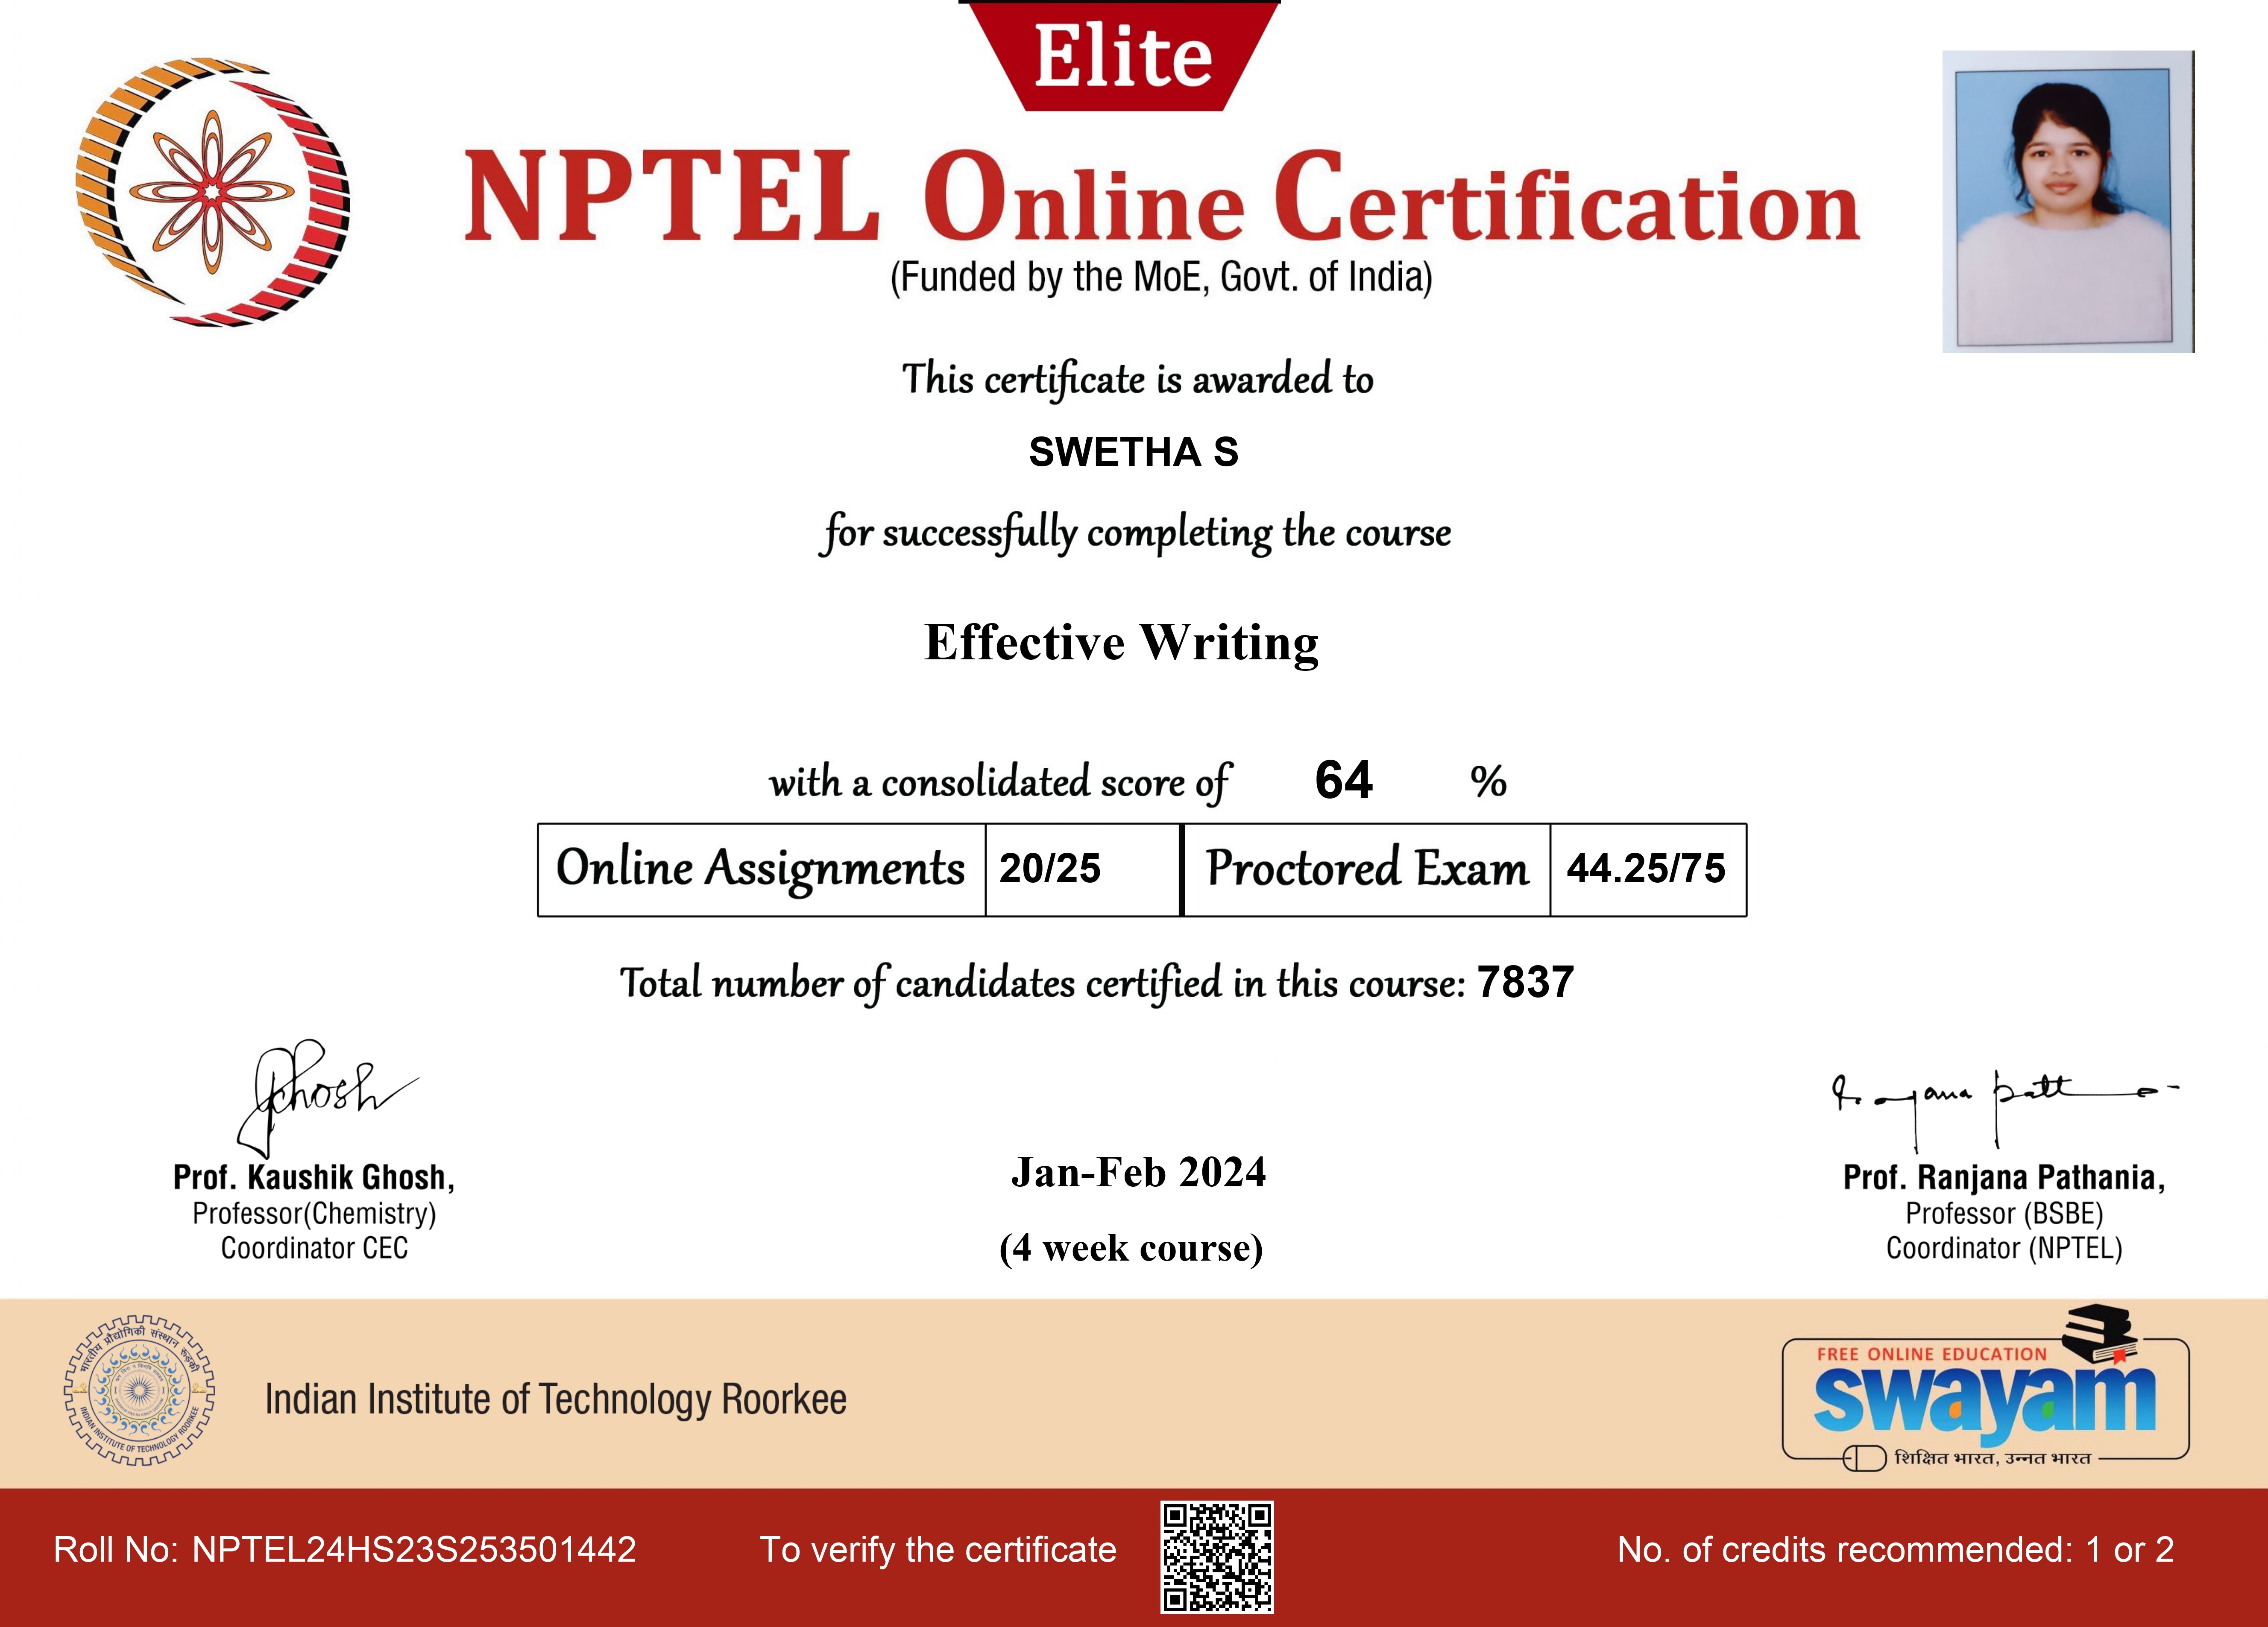 Elite
NPTEL Online Certification
(Funded by the MoE, Govt. of India)
This certificate is awarded to
SWETHA S
for successfully completing the course
Effective Writing
with a consolidated score of 64 %
Online Assignments 20/25 Proctored Exam 44.25/75
Total number of candidates certified in this course: 7837
Ghosh
Ranjana
Prof. Kaushik Ghosh,
Professor(Chemistry)
Coordinator CEC
Jan-Feb 2024
(4 week course)
Prof. Ranjana Pathania,
Professor (BSBE)
Coordinator (NPTEL)
भारतीय प्रौद्योगिकी संस्थान रूड़की
INDIAN INSTITUTE OF TECHNOLOGY ROORKEE
Indian Institute of Technology Roorkee
FREE ONLINE EDUCATION
swayam
शिक्षित भारत, उन्नत भारत
Roll No: NPTEL24HS23S253501442
To verify the certificate
No. of credits recommended: 1 or 2